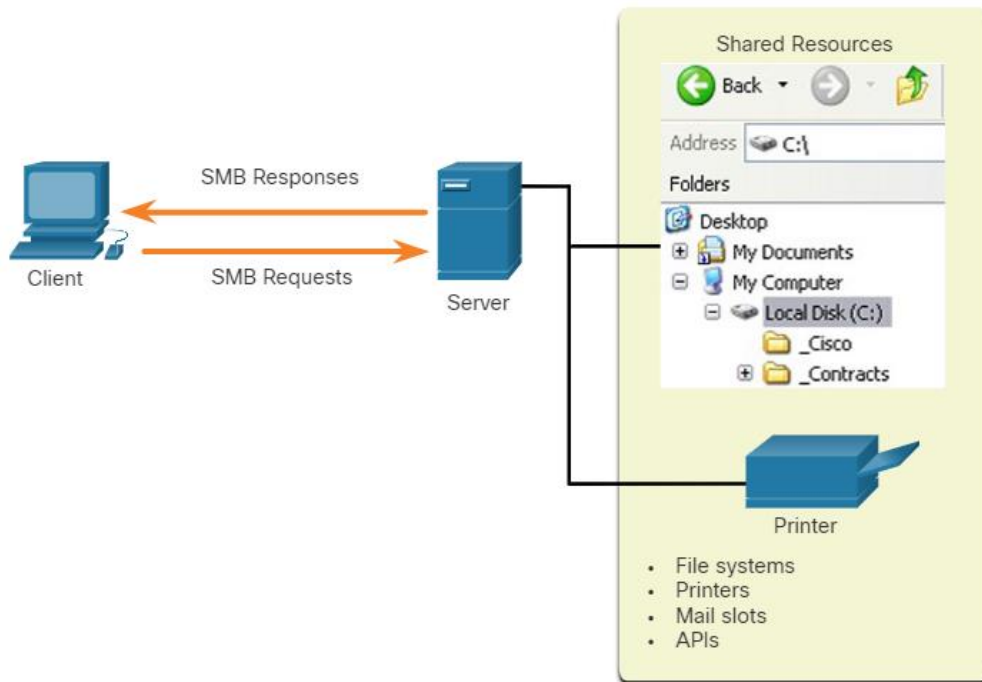 Shared Resources
Back
Address C:\
Folders
Desktop
My Documents
My Computer
Local Disk (C:)
_Cisco
_Contracts
SMB Responses
SMB Requests
Client
Server
Printer
• File systems
• Printers
• Mail slots
• APIs